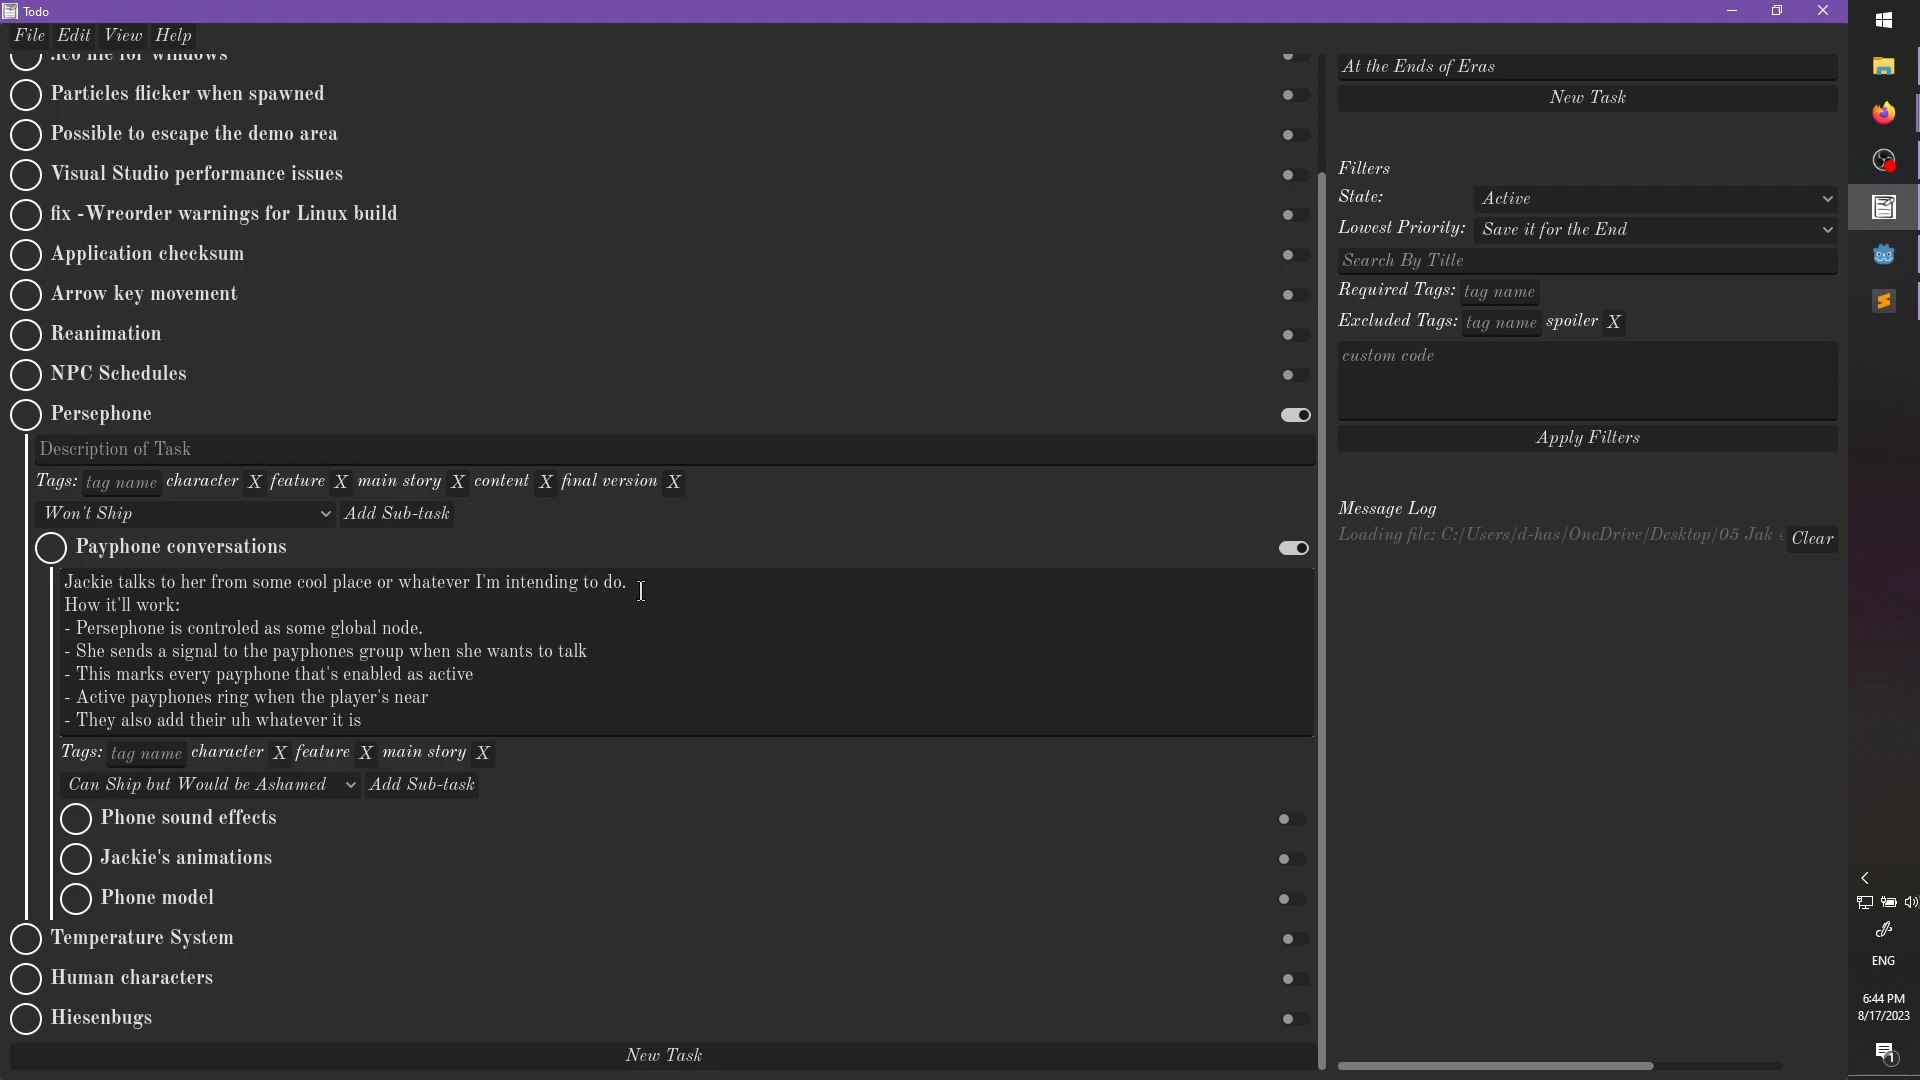 Todo
File Edit View Help
.ico file for windows
Particles flicker when spawned
Possible to escape the demo area
Visual Studio performance issues
fix -Wreorder warnings for Linux build
Application checksum
Arrow key movement
Reanimation
NPC Schedules
Persephone
Description of Task
Tags: tag name character X feature X main story X content X final version X
Won't Ship Add Sub-task
Payphone conversations
Jackie talks to her from some cool place or whatever I'm intending to do.
How it'll work:
- Persephone is controled as some global node.
- She sends a signal to the payphones group when she wants to talk
- This marks every payphone that's enabled as active
- Active payphones ring when the player's near
- They also add their uh whatever it is
Tags: tag name character X feature X main story X
Can Ship but Would be Ashamed Add Sub-task
Phone sound effects
Jackie's animations
Phone model
Temperature System
Human characters
Hiesenbugs
New Task
At the Ends of Eras
New Task
Filters
State: Active
Lowest Priority: Save it for the End
Search By Title
Required Tags: tag name
Excluded Tags: tag name spoiler X
custom code
Apply Filters
Message Log
Loading file: C:/Users/d-has/OneDrive/Desktop/05 Jak Clear
ENG
6:44 PM
8/17/2023
1